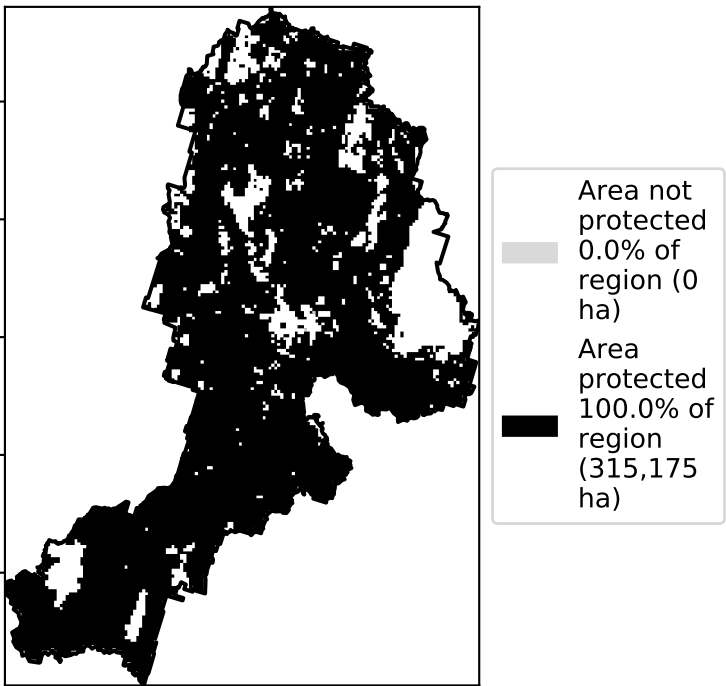 Area not
protected
0.0% of
region (0
ha)
Area
protected
100.0% of
region
(315,175
ha)